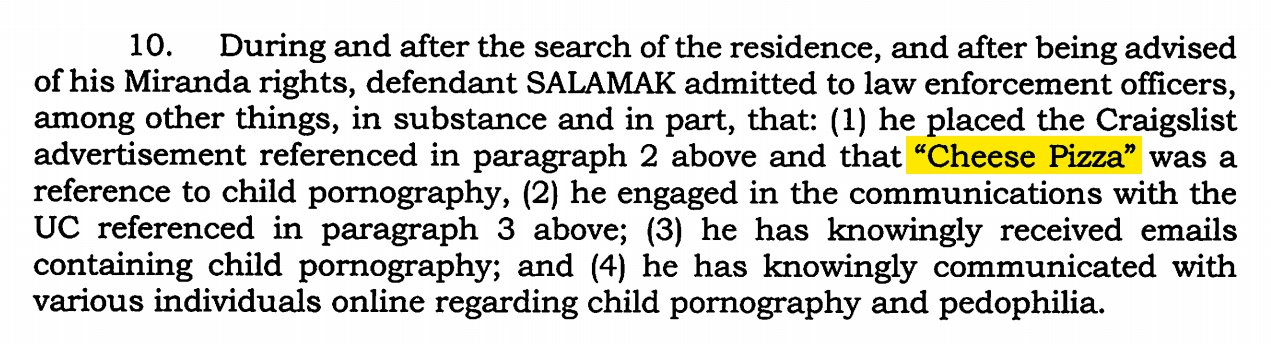 10. During and after the search of the residence, and after being advised
of his Miranda rights, defendant SALAMAK admitted to law enforcement officers,
among other things, in substance and in part, that: (1) he placed the Craigslist
advertisement referenced in paragraph 2 above and that “Cheese Pizza” was a
reference to child pornography, (2) he engaged in the communications with the
UC referenced in paragraph 3 above; (3) he has knowingly received emails
containing child pornography; and (4) he has knowingly communicated with
various individuals online regarding child pornography and pedophilia.